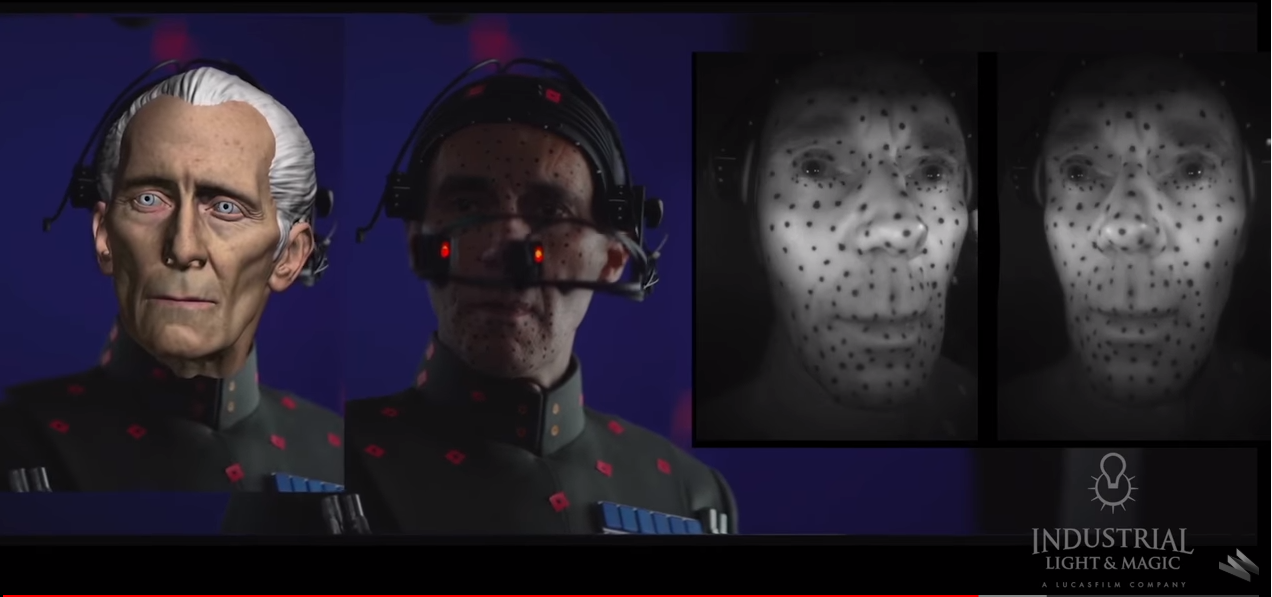 INDUSTRIAL
LIGHT & MAGIC
A LUCASFILM COMPANY